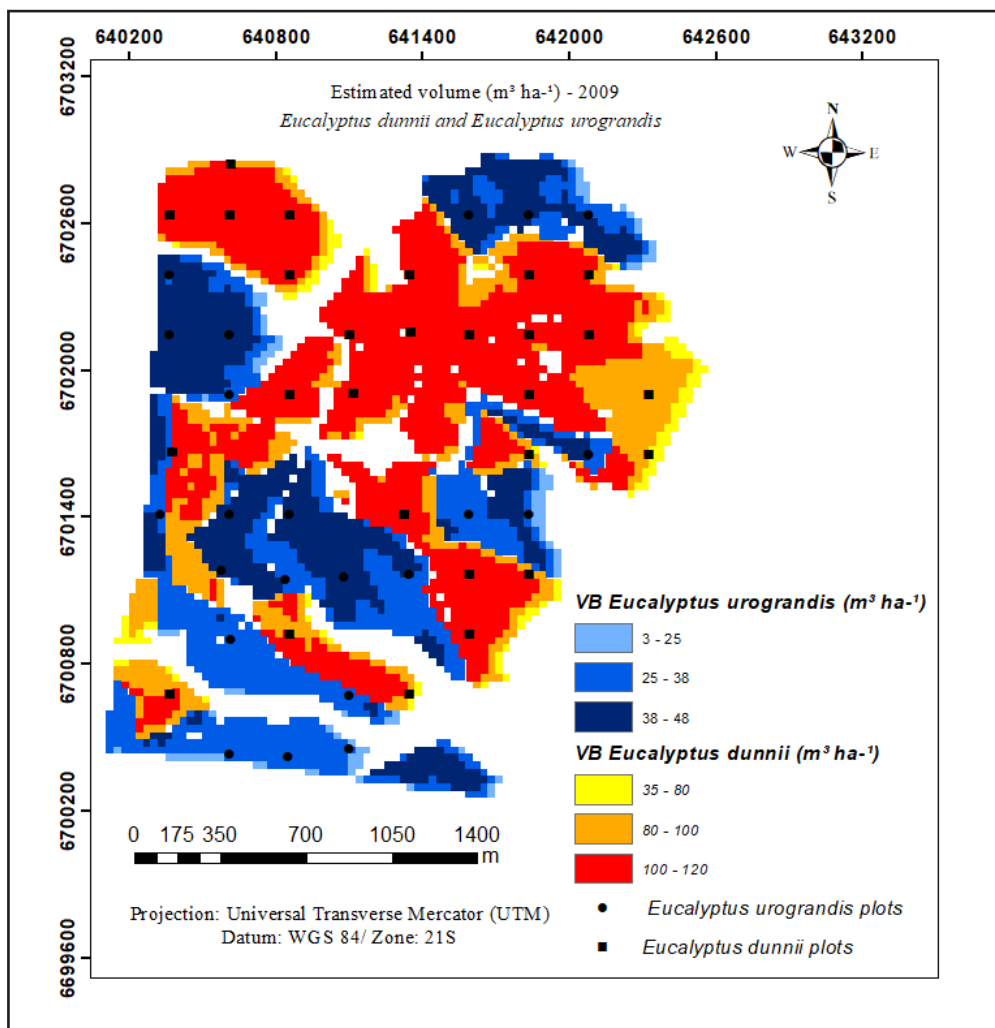 640200 640800 641400 642000 642600 643200
6703200
6702600
6702000
6701400
6700800
6700200
6699600
Estimated volume (m³ ha-¹) - 2009
Eucalyptus dunnii and Eucalyptus urograndis
N
W E
S
VB Eucalyptus urograndis (m³ ha-¹)
3 - 25
25 - 38
38 - 48
VB Eucalyptus dunnii (m³ ha-¹)
35 - 80
80 - 100
100 - 120
Eucalyptus urograndis plots
Eucalyptus dunnii plots
0 175 350 700 1050 1400
m
Projection: Universal Transverse Mercator (UTM)
Datum: WGS 84/ Zone: 21S